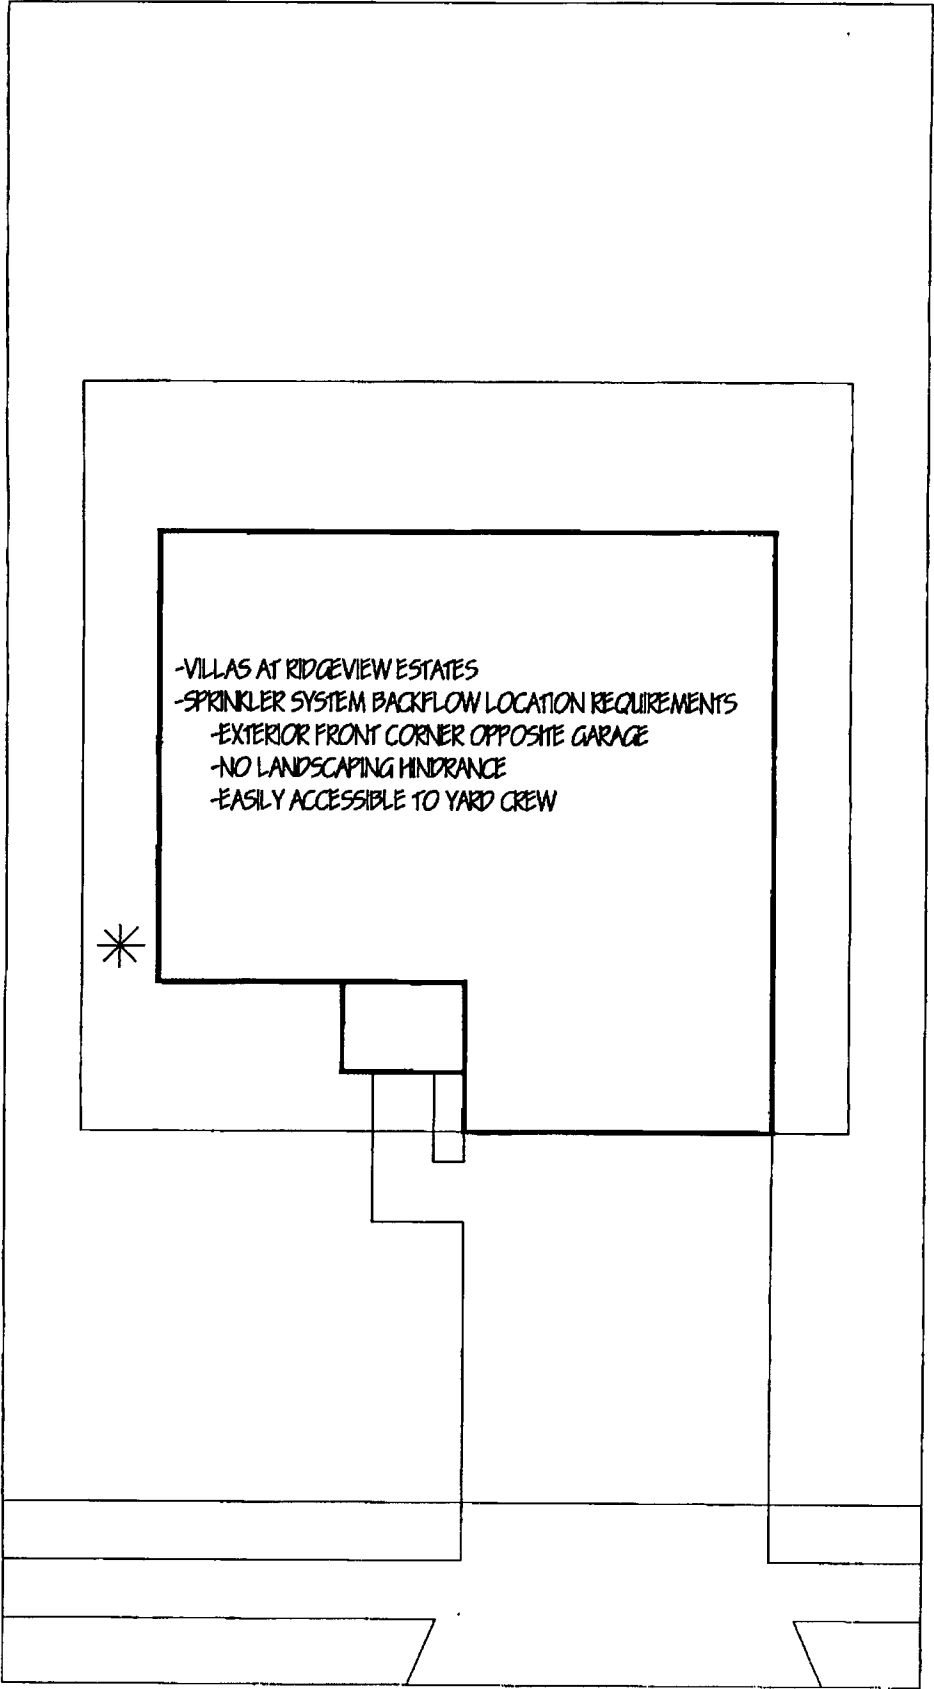 -VILLAS AT RIDGEVIEW ESTATES
-SPRINKLER SYSTEM BACKFLOW LOCATION REQUIREMENTS
-EXTERIOR FRONT CORNER OPPOSITE GARAGE
-NO LANDSCAPING HINDRANCE
-EASILY ACCESSIBLE TO YARD CREW